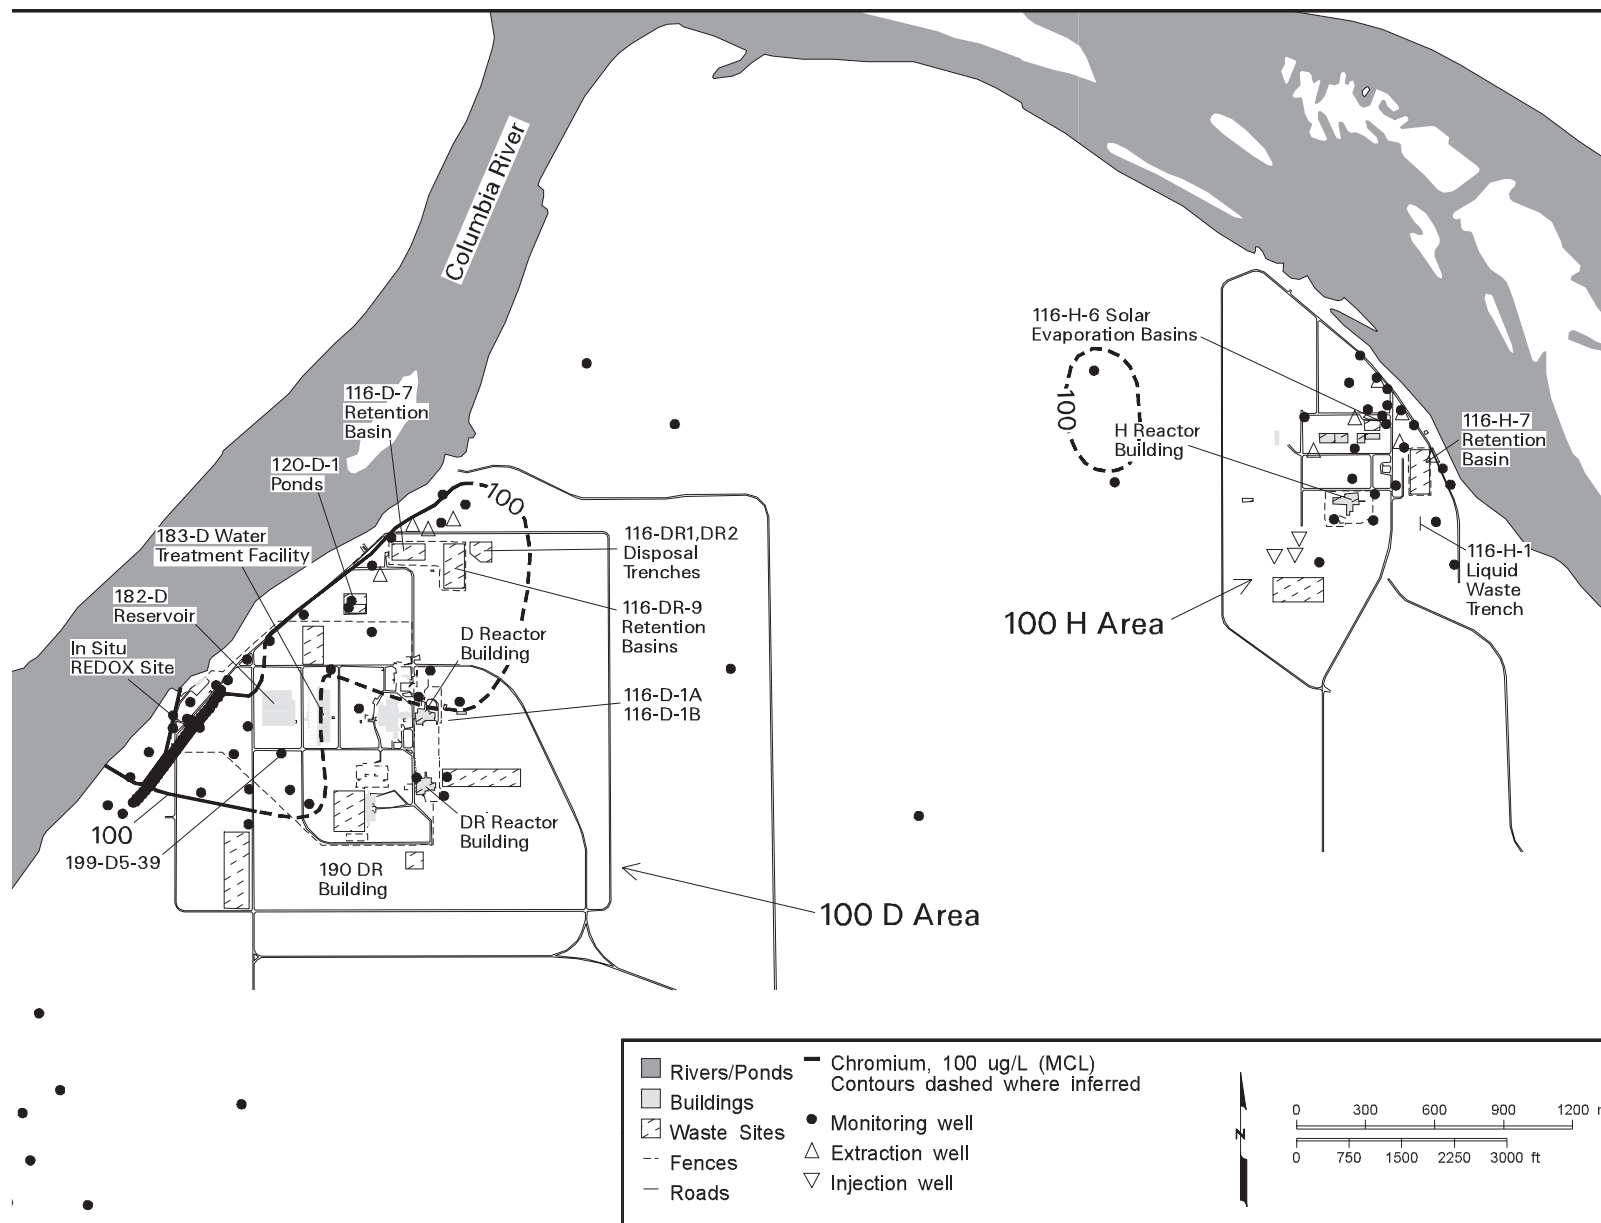 Columbia River
116-H-6 Solar
Evaporation Basins
100
H Reactor
Building
116-H-7
Retention
Basin
116-H-1
Liquid
Waste
Trench
100 H Area
116-D-7
Retention
Basin
120-D-1
Ponds
100
183-D Water
Treatment Facility
116-DR1,DR2
Disposal
Trenches
182-D
Reservoir
116-DR-9
Retention
Basins
In Situ
REDOX Site
D Reactor
Building
116-D-1A
116-D-1B
100
199-D5-39
DR Reactor
Building
190 DR
Building
100 D Area
Rivers/Ponds
Buildings
Waste Sites
Fences
Roads
Chromium, 100 ug/L (MCL)
Contours dashed where inferred
Monitoring well
Extraction well
Injection well
N
0 300 600 900 1200
0 750 1500 2250 3000 ft